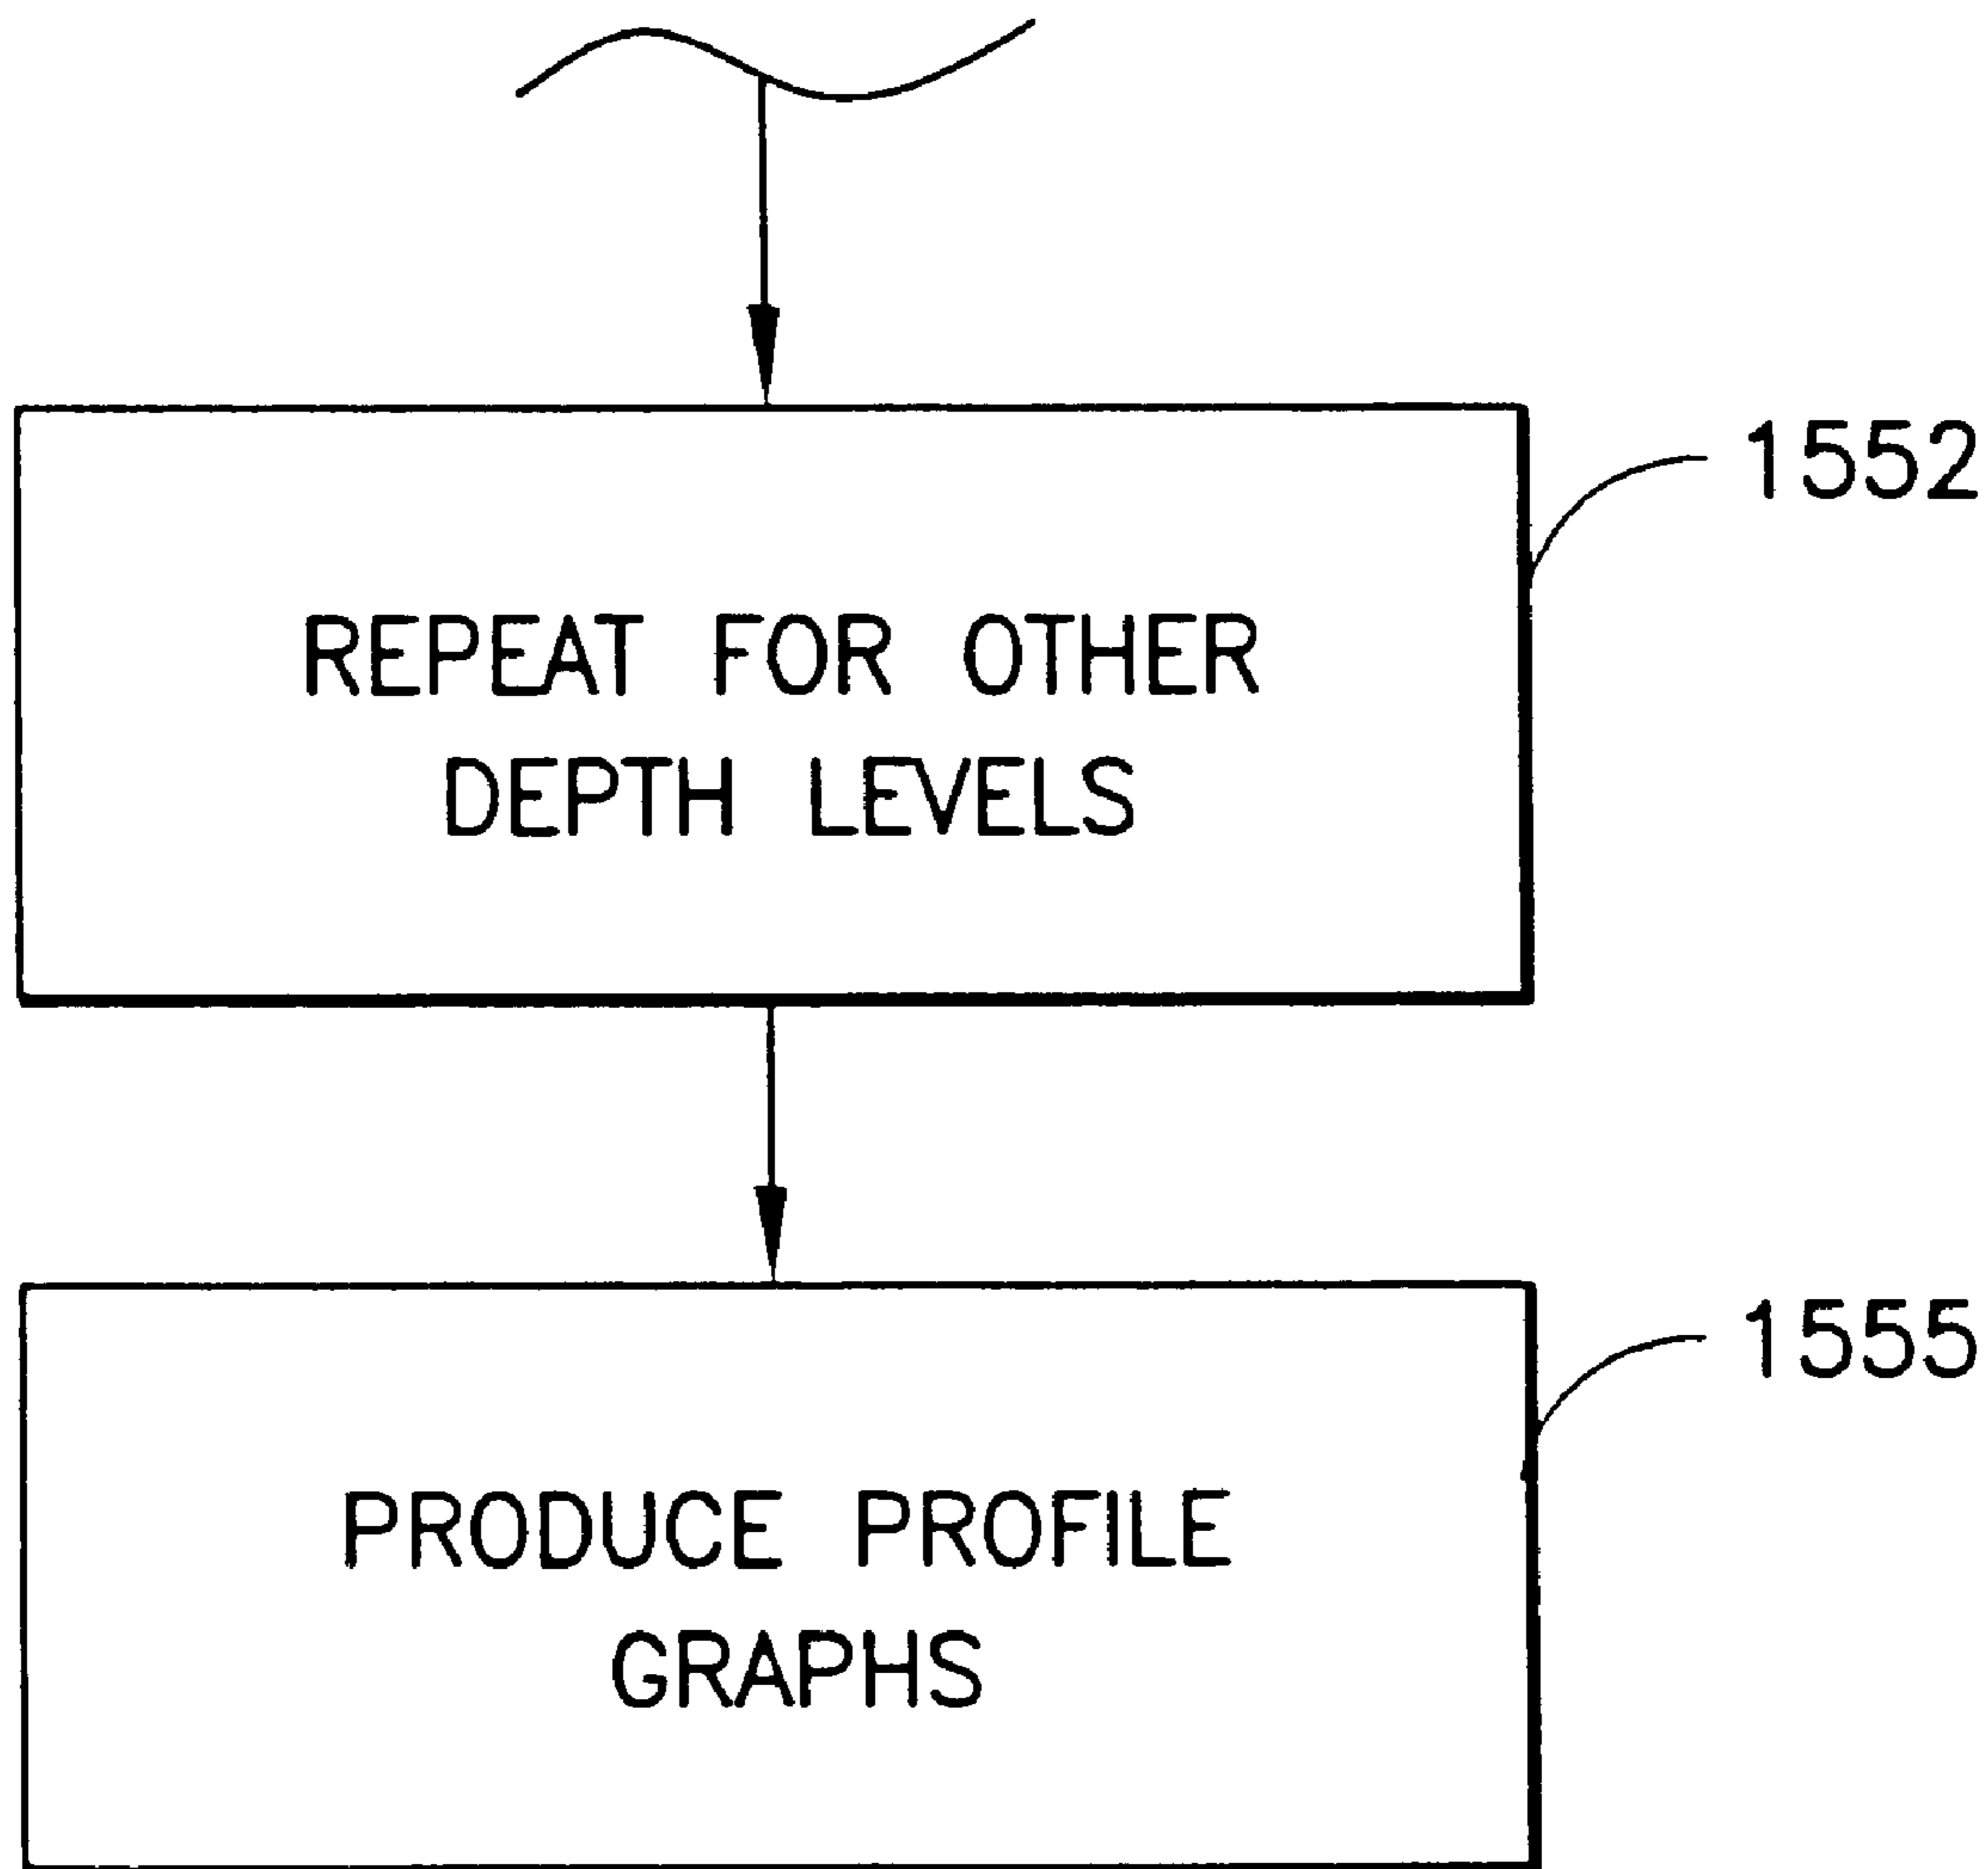 1552
REPEAT FOR OTHER
DEPTH LEVELS
1555
PRODUCE PROFILE
GRAPHS